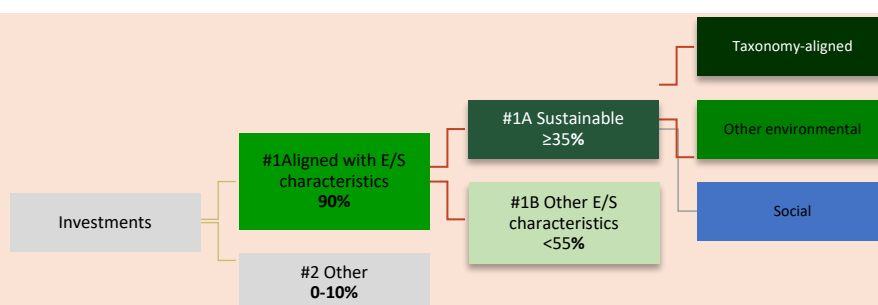 Taxonomy-aligned
#1A Sustainable
≥35%
Other environmental
#1Aligned with E/S
characteristics
90%
#1B Other E/S
characteristics
<55%
Social
Investments
#2 Other
0-10%